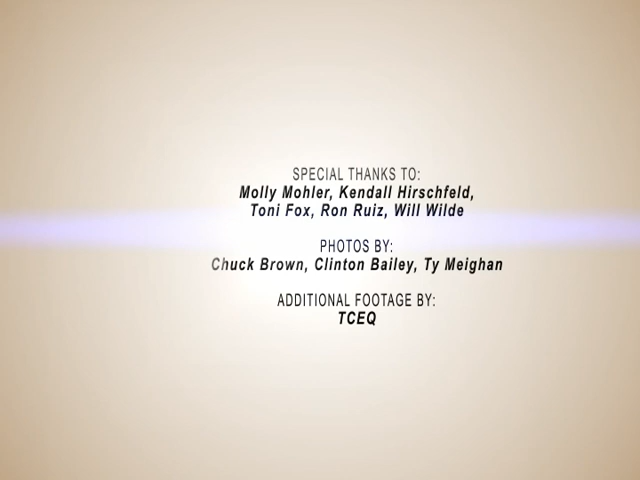 SPECIAL THANKS TO:
Molly Mohler, Kendall Hirschfeld,
Toni Fox, Ron Ruiz, Will Wilde
PHOTOS BY:
Chuck Brown, Clinton Bailey, Ty Meighan
ADDITIONAL FOOTAGE BY:
TCEQ